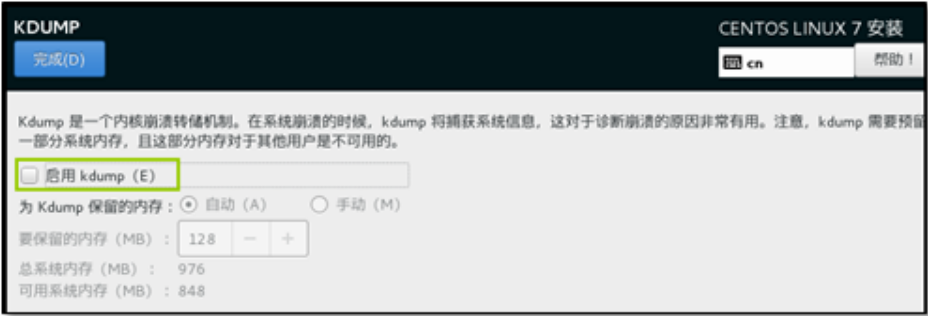 KDUMP
CENTOS LINUX 7 安装
完成(D)
cn
帮助！
Kdump 是一个内核崩溃转储机制。在系统崩溃的时候，kdump 将捕获系统信息，这对于诊断崩溃的原因非常有用。注意，kdump 需要预留
一部分系统内存，且这部分内存对于其他用户是不可用的。
启用 kdump（E）
为 Kdump 保留的内存： 自动（A） 手动（M）
要保留的内存（MB）： 128 － ＋
总系统内存（MB）： 976
可用系统内存（MB）： 848